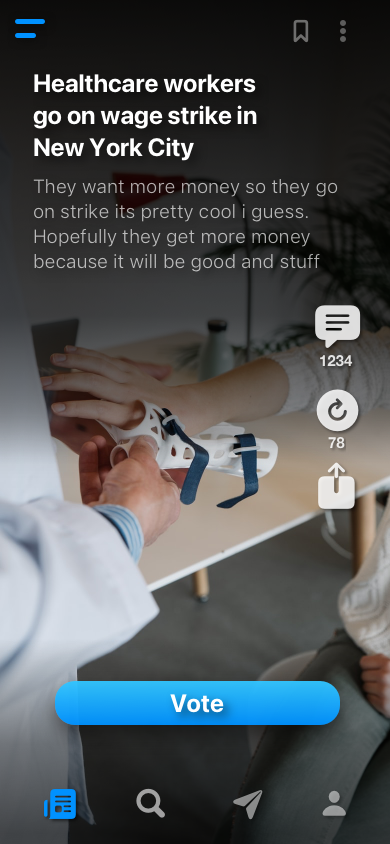 Healthcare workers
go on wage strike in
New York City
They want more money so they go
on strike its pretty cool i guess.
Hopefully they get more money
because it will be good and stuff
1234
78
Vote